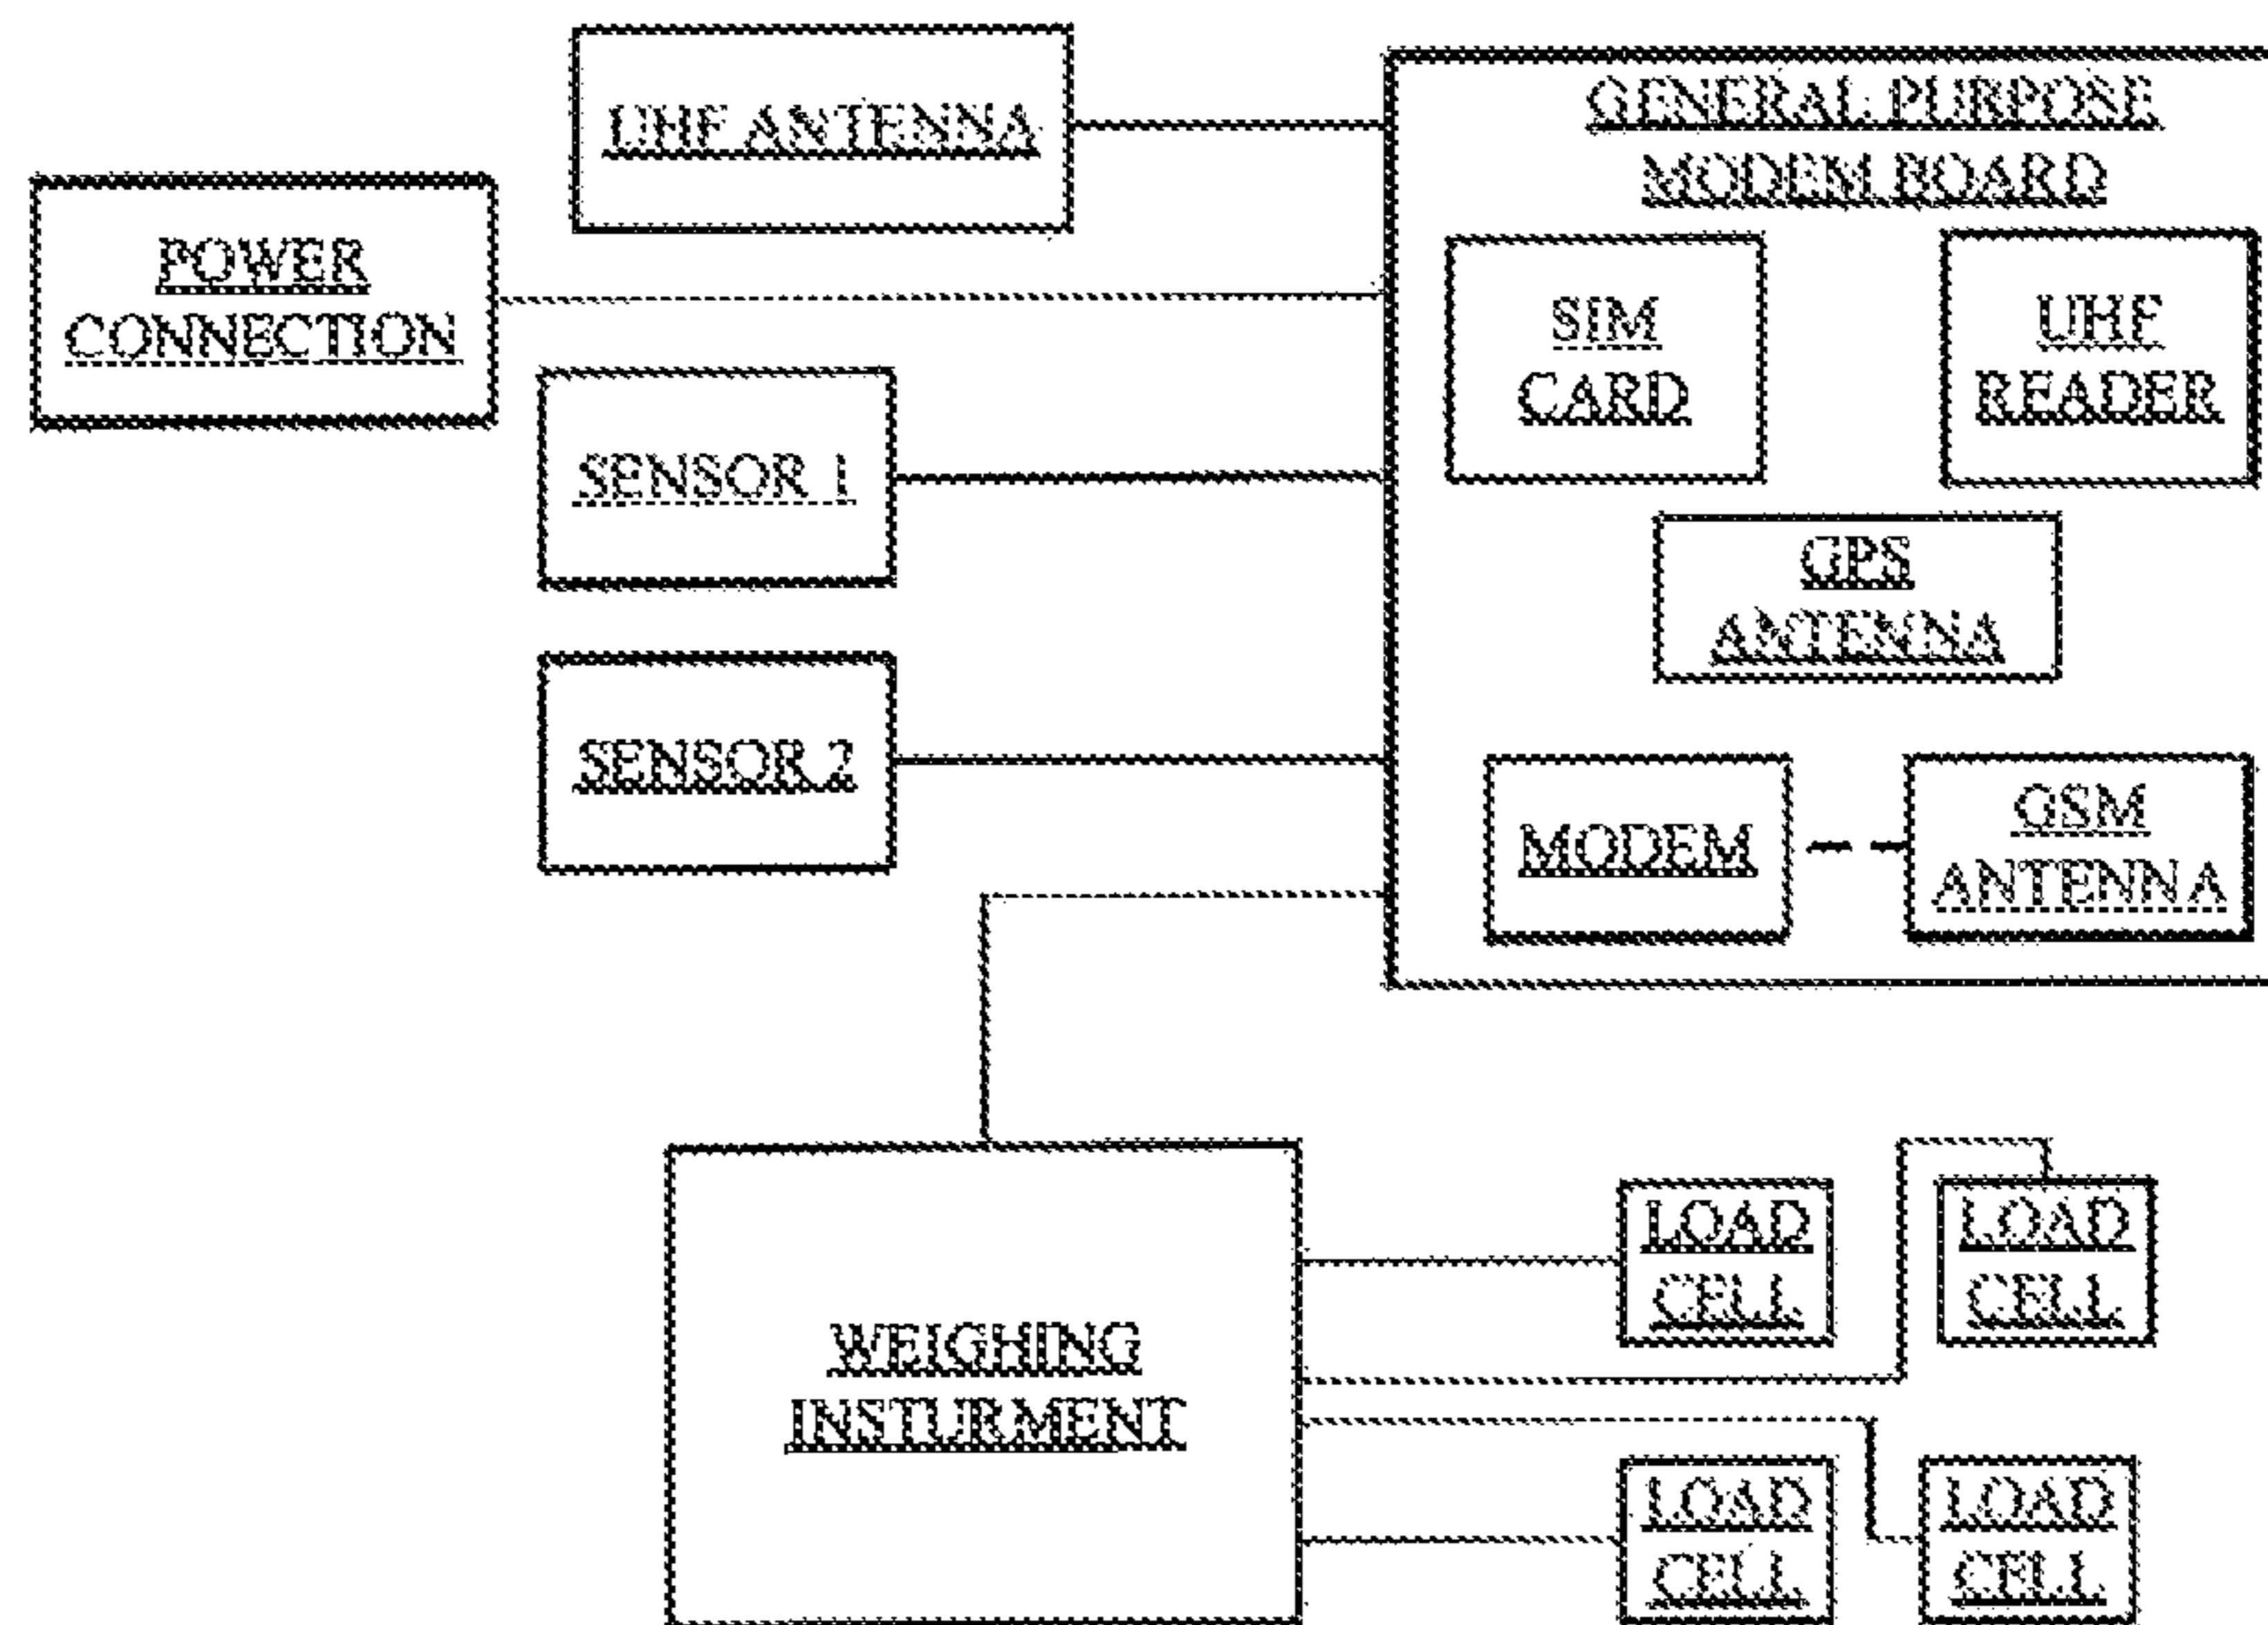 UHF ANTENNA
GENERAL PURPOSE
MODEM BOARD
POWER
CONNECTION
SIM
CARD
UHF
READER
SENSOR 1
GPS
ANTENNA
SENSOR 2
MODEM
GSM
ANTENNA
WEIGHING
INSTURMENT
LOAD
CELL
LOAD
CELL
LOAD
CELL
LOAD
CELL